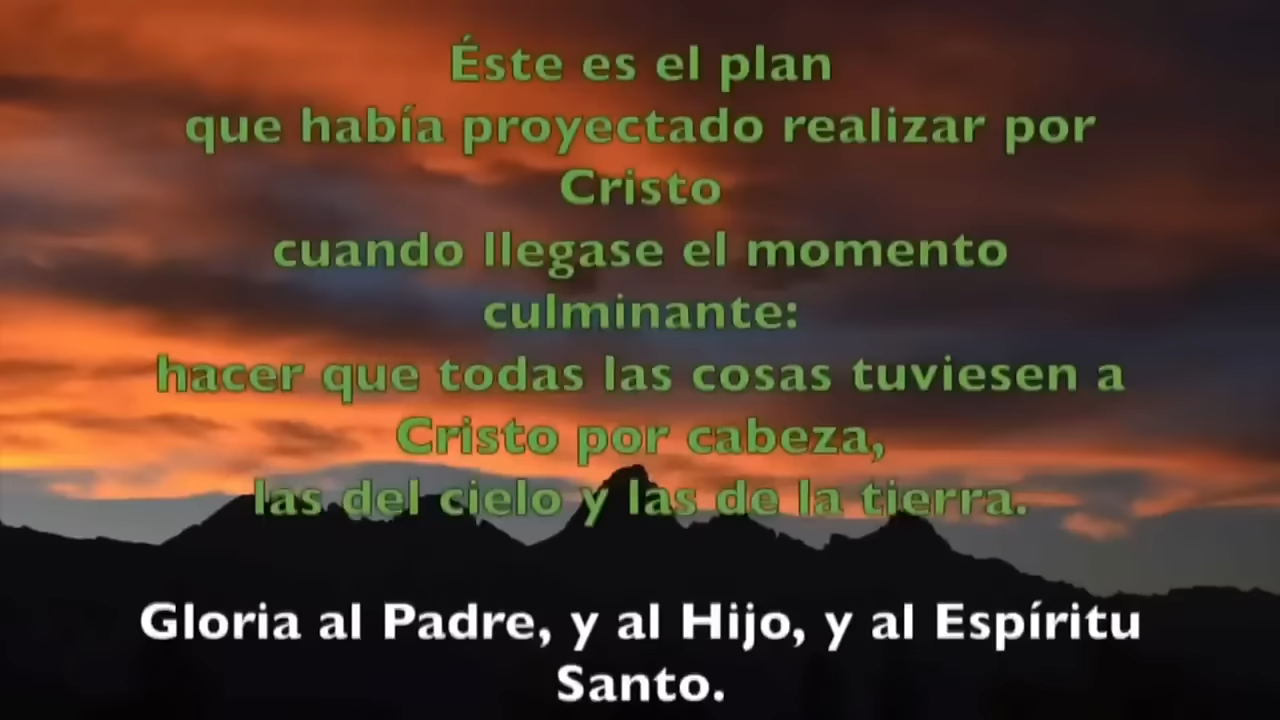 Éste es el plan
que había proyectado realizar por
Cristo
cuando llegase el momento
culminante:
hacer que todas las cosas tuviesen a
Cristo por cabeza,
las del cielo y las de la tierra.
Gloria al Padre, y al Hijo, y al Espíritu
Santo.